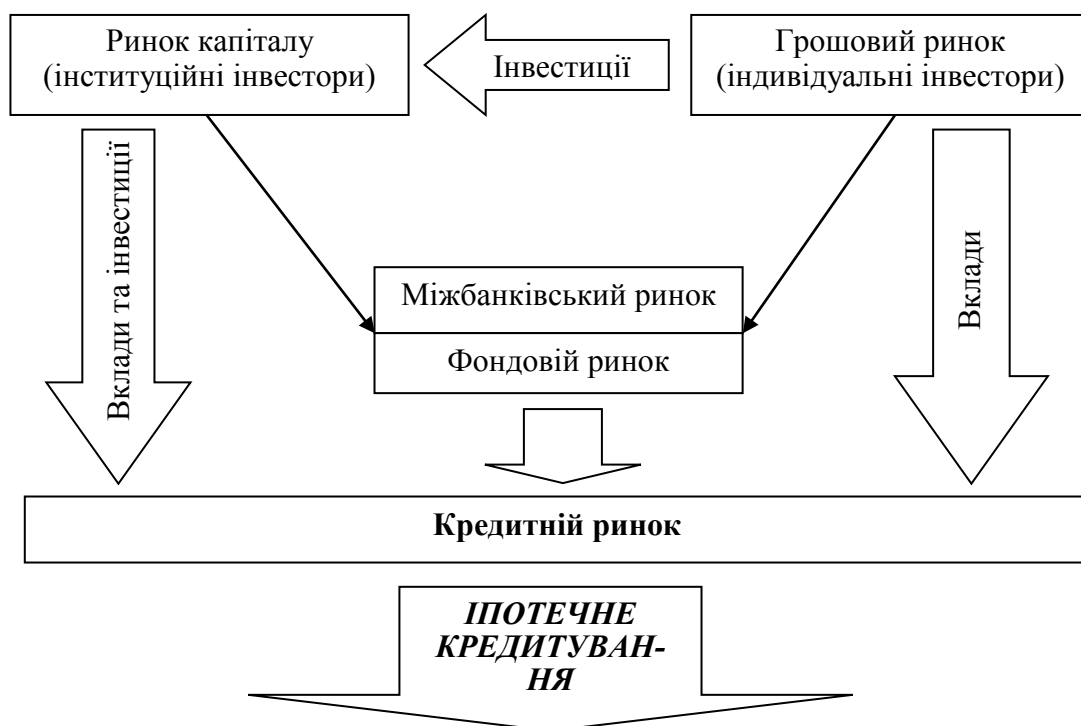 Ринок капіталу
(інституційні інвестори)
Інвестиції
Грошовий ринок
(індивідуальні інвестори)
Вклади та інвестиції
Міжбанківський ринок
Фондовій ринок
Вклади
Кредитній ринок
ІПОТЕЧНЕ
КРЕДИТУВАН-
НЯ